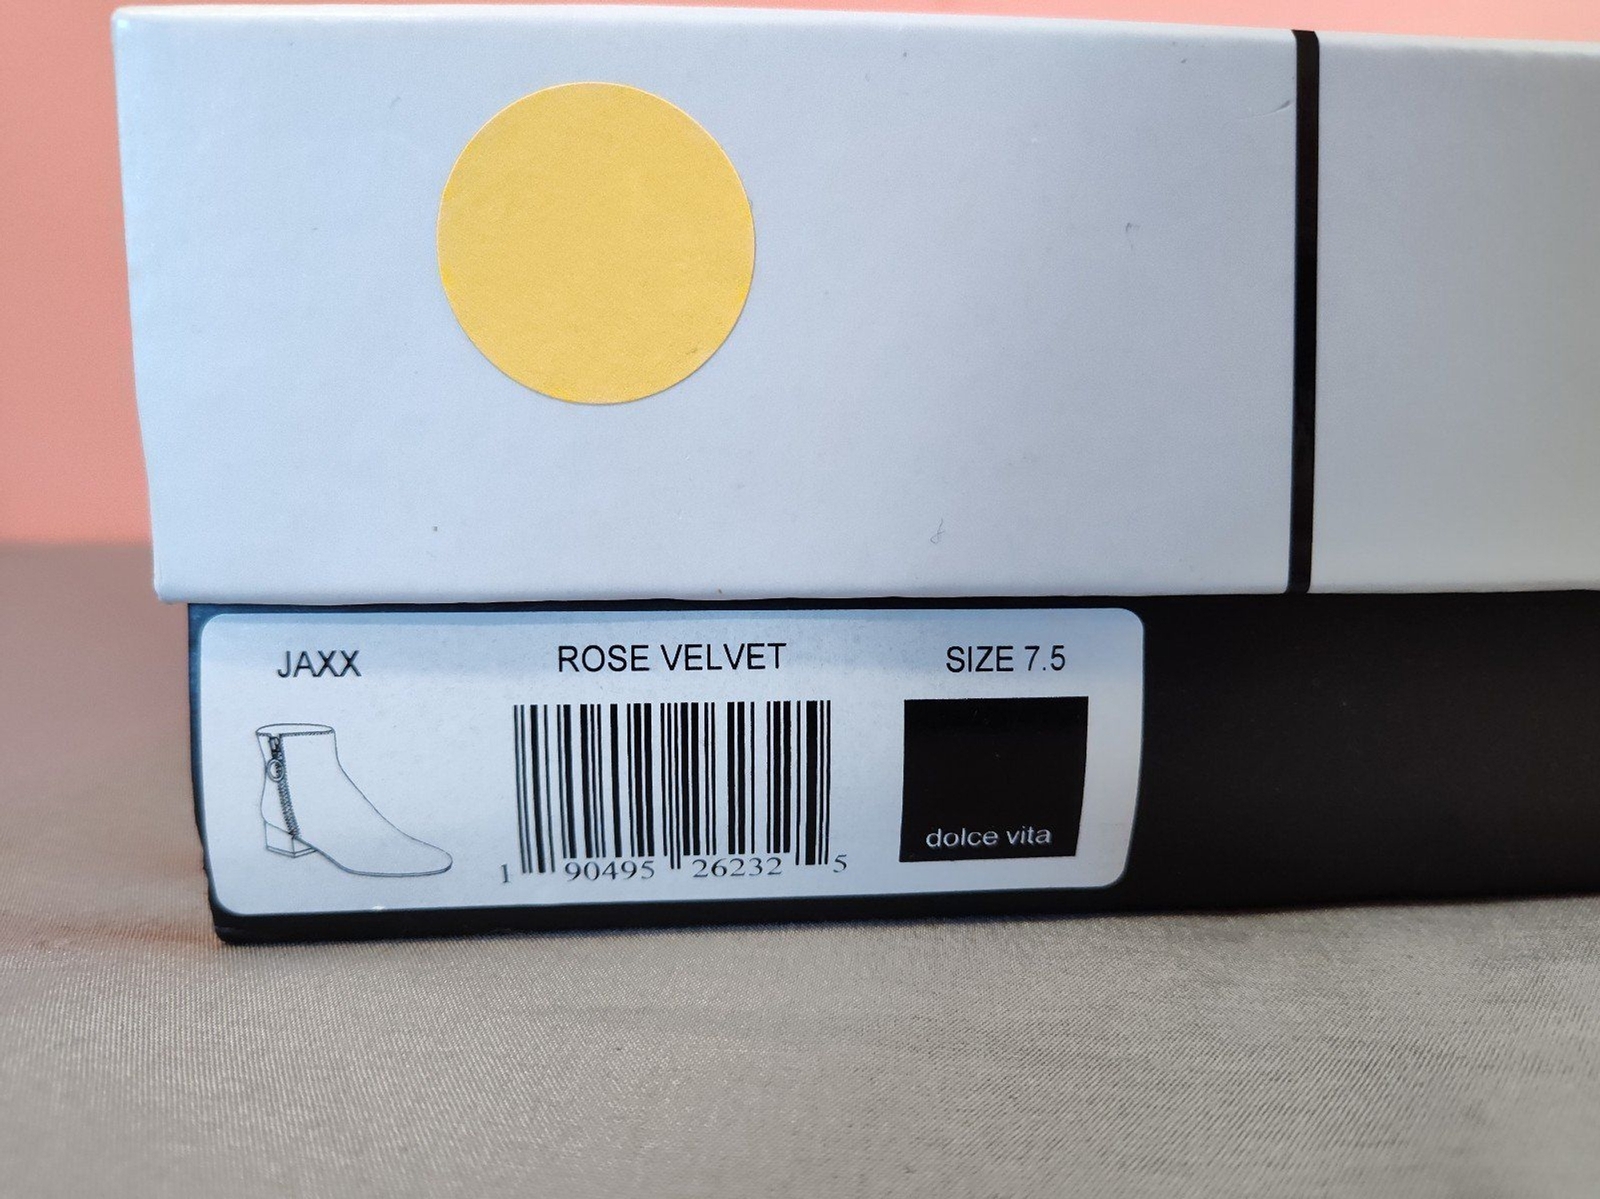 JAXX ROSE VELVET SIZE 7.5
dolce vita
1 90495 26232 5